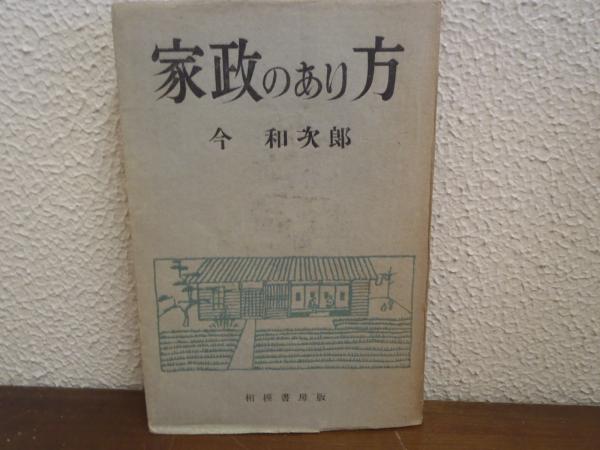 家政のあり方
今 和次郎
相模書房版